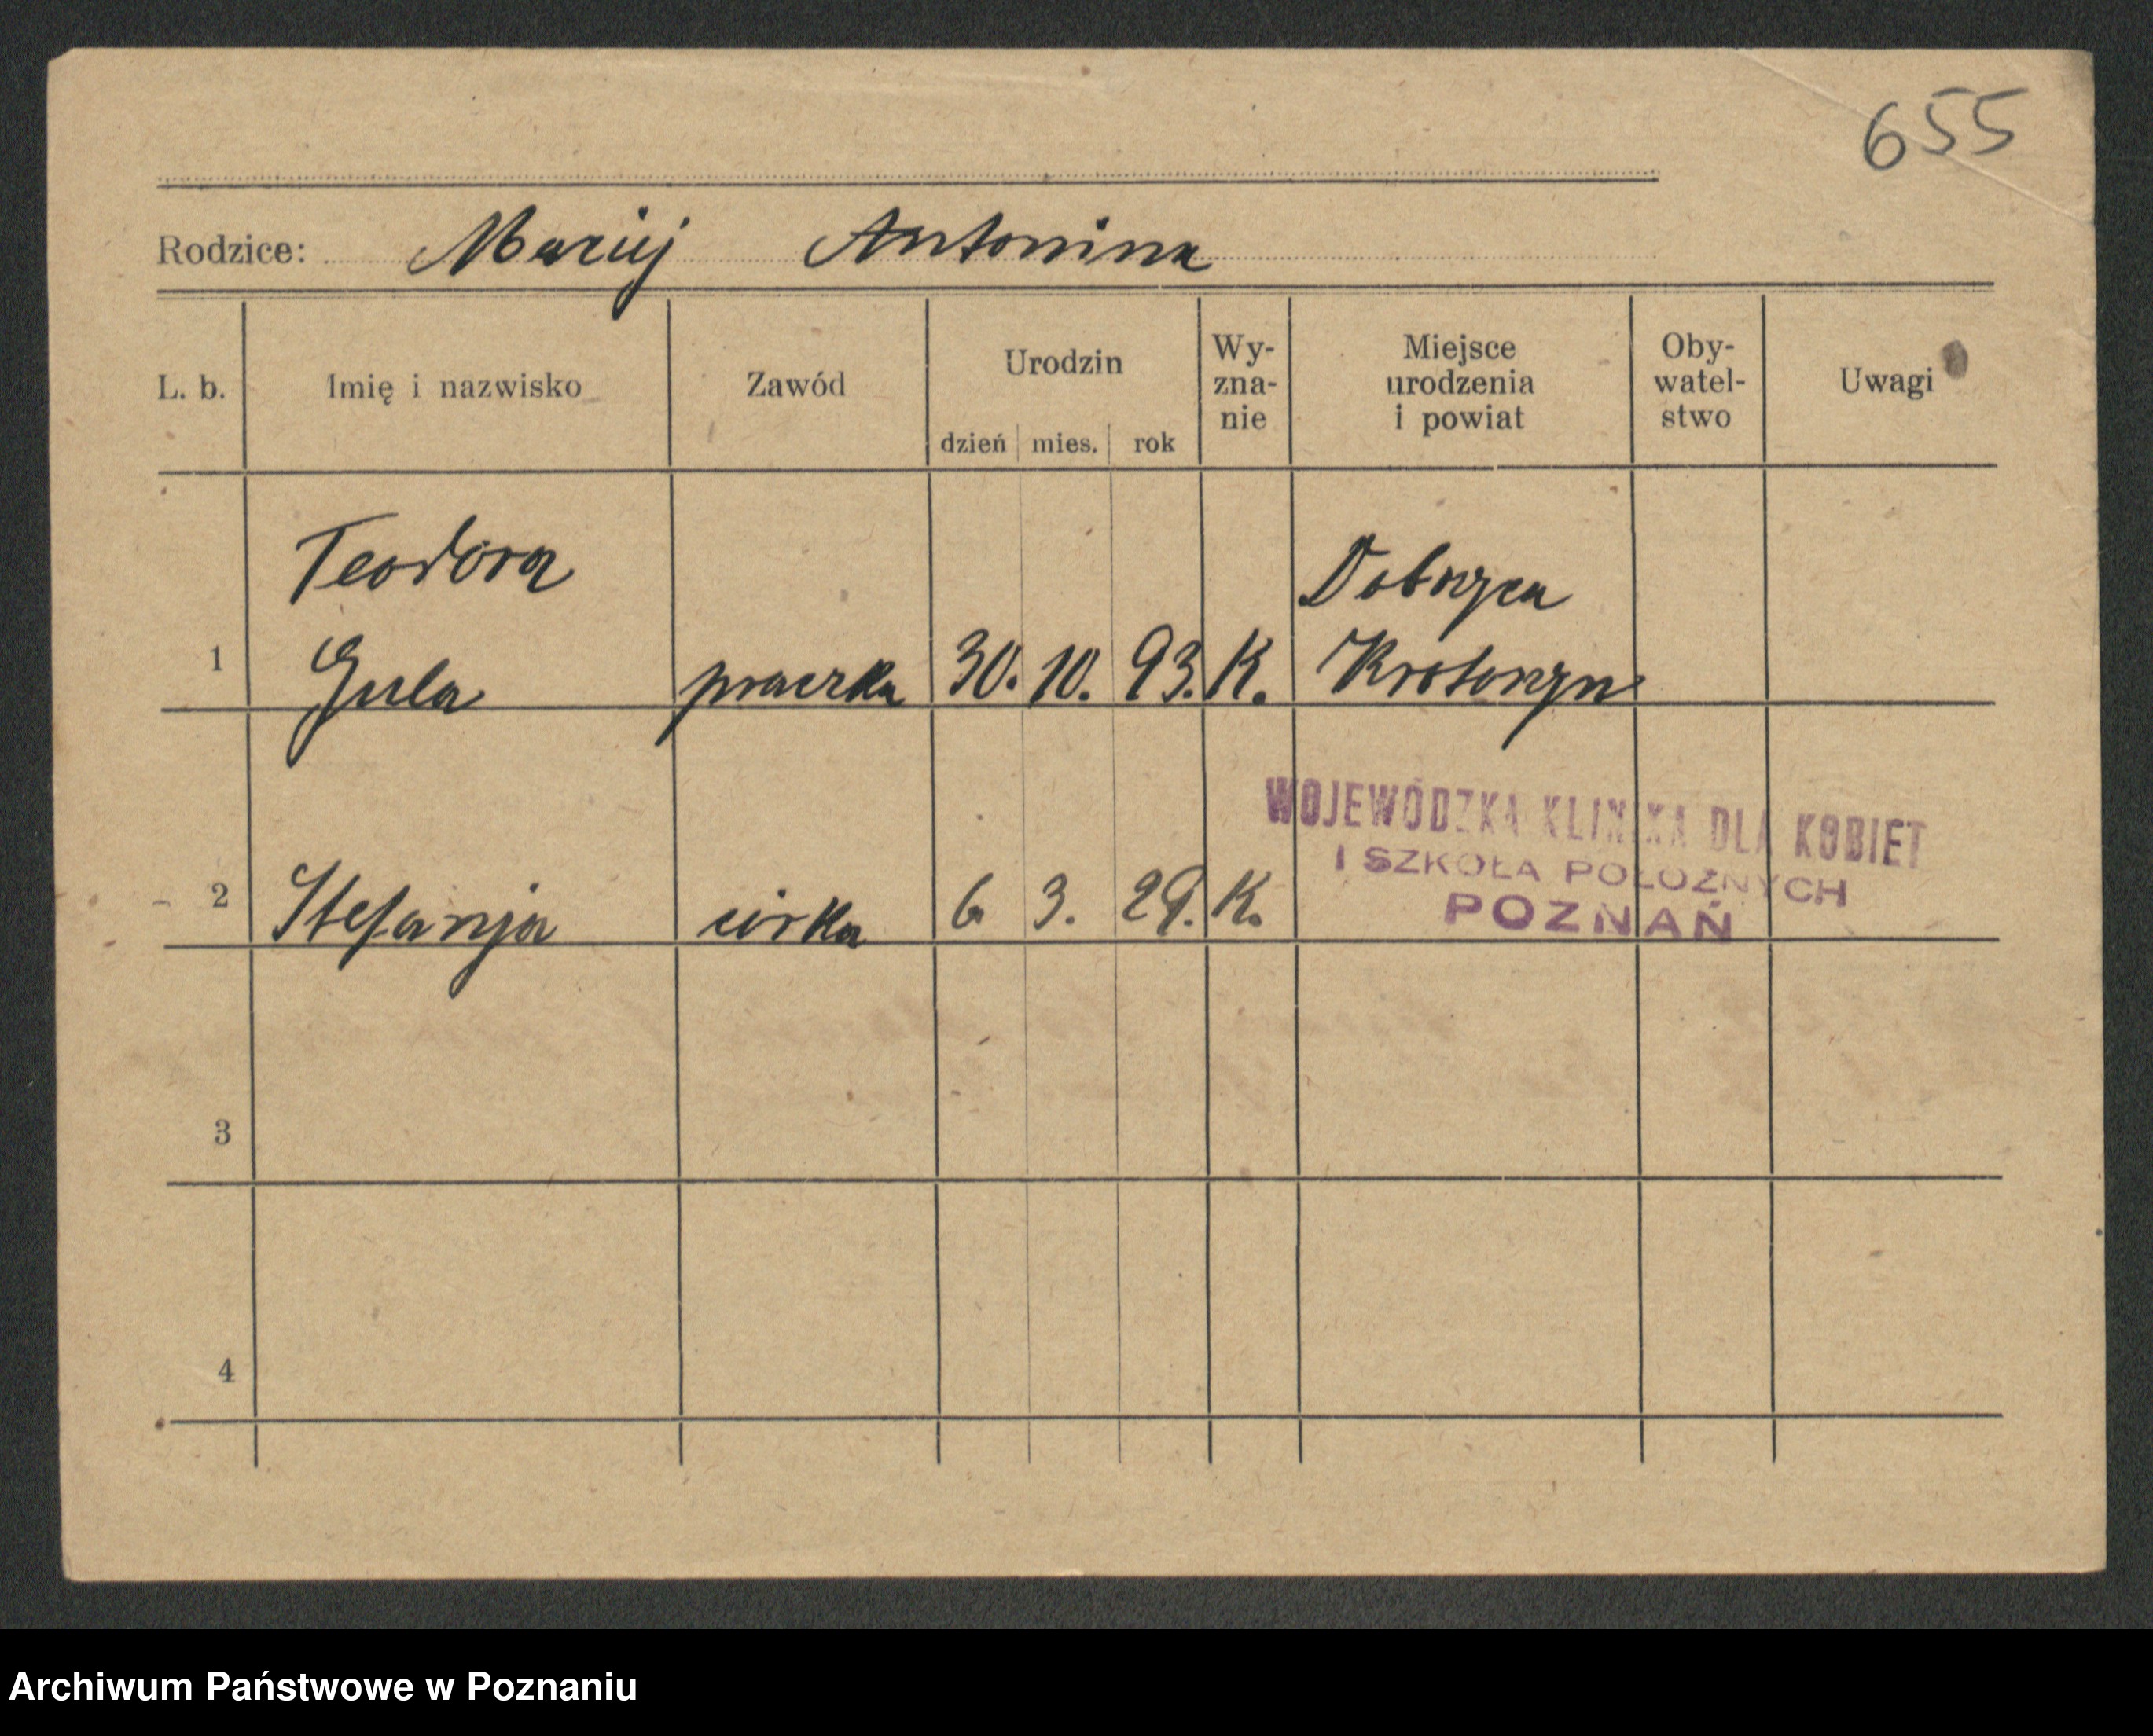 655
Rodzice: Maciej Antonina
L. b. Imię i nazwisko Zawód Urodzin dzień mies. rok Wy- zna- nie Miejsce urodzenia i powiat Oby- watel- stwo Uwagi
Teodora Dobrzyca
1 Gula praczka 30. 10. 93. K. Krotoszyn
WOJEWÓDZKA KLINIKA DLA KOBIET
I SZKOŁA POŁOŻNYCH
POZNAŃ
2 Stefanja córka 6 3. 29. K.
3
4
Archiwum Państwowe w Poznaniu